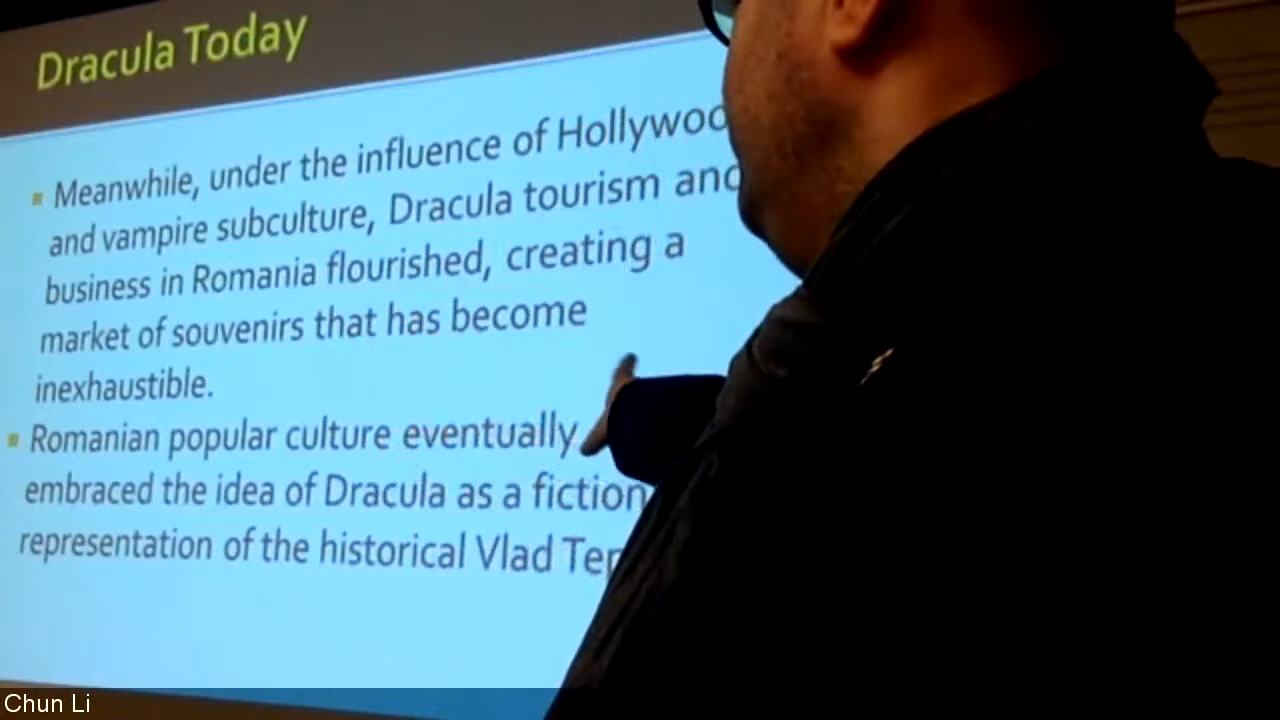 Dracula Today
Meanwhile, under the influence of Hollywoo
and vampire subculture, Dracula tourism and
business in Romania flourished, creating a
market of souvenirs that has become
inexhaustible.
Romanian popular culture eventually
embraced the idea of Dracula as a fiction
representation of the historical Vlad Țep
Chun Li